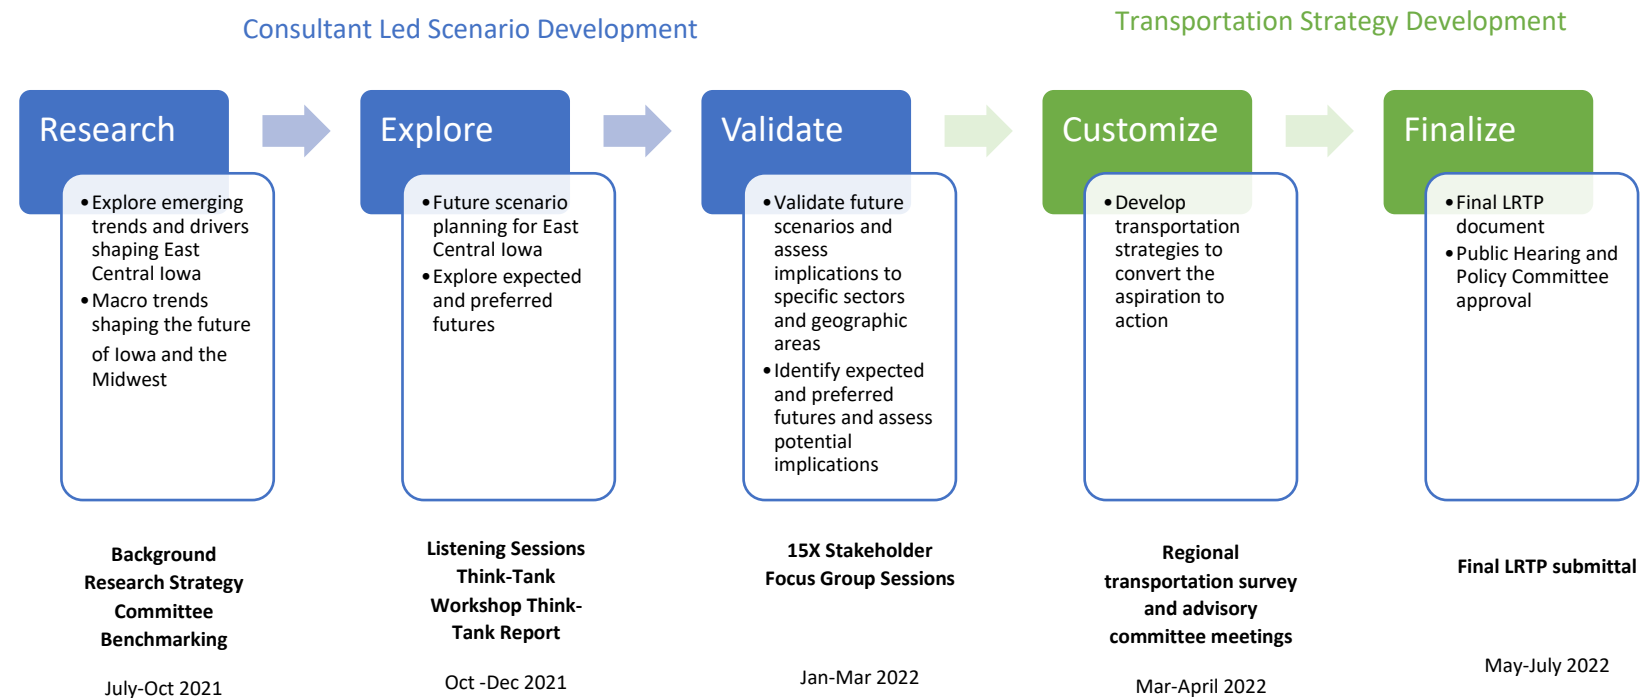 Consultant Led Scenario Development
Transportation Strategy Development
Research
•Explore emerging
trends and drivers
shaping East
Central Iowa
•Macro trends
shaping the future
of Iowa and the
Midwest
Background
Research Strategy
Committee
Benchmarking
July-Oct 2021
Explore
•Future scenario
planning for East
Central Iowa
•Explore expected
and preferred
futures
Listening Sessions
Think-Tank
Workshop Think-
Tank Report
Oct -Dec 2021
Validate
•Validate future
scenarios and
assess
implications to
specific sectors
and geographic
areas
•Identify expected
and preferred
futures and assess
potential
implications
15X Stakeholder
Focus Group Sessions
Jan-Mar 2022
Customize
•Develop
transportation
strategies to
convert the
aspiration to
action
Regional
transportation survey
and advisory
committee meetings
Mar-April 2022
Finalize
•Final LRTP
document
•Public Hearing and
Policy Committee
approval
Final LRTP submittal
May-July 2022